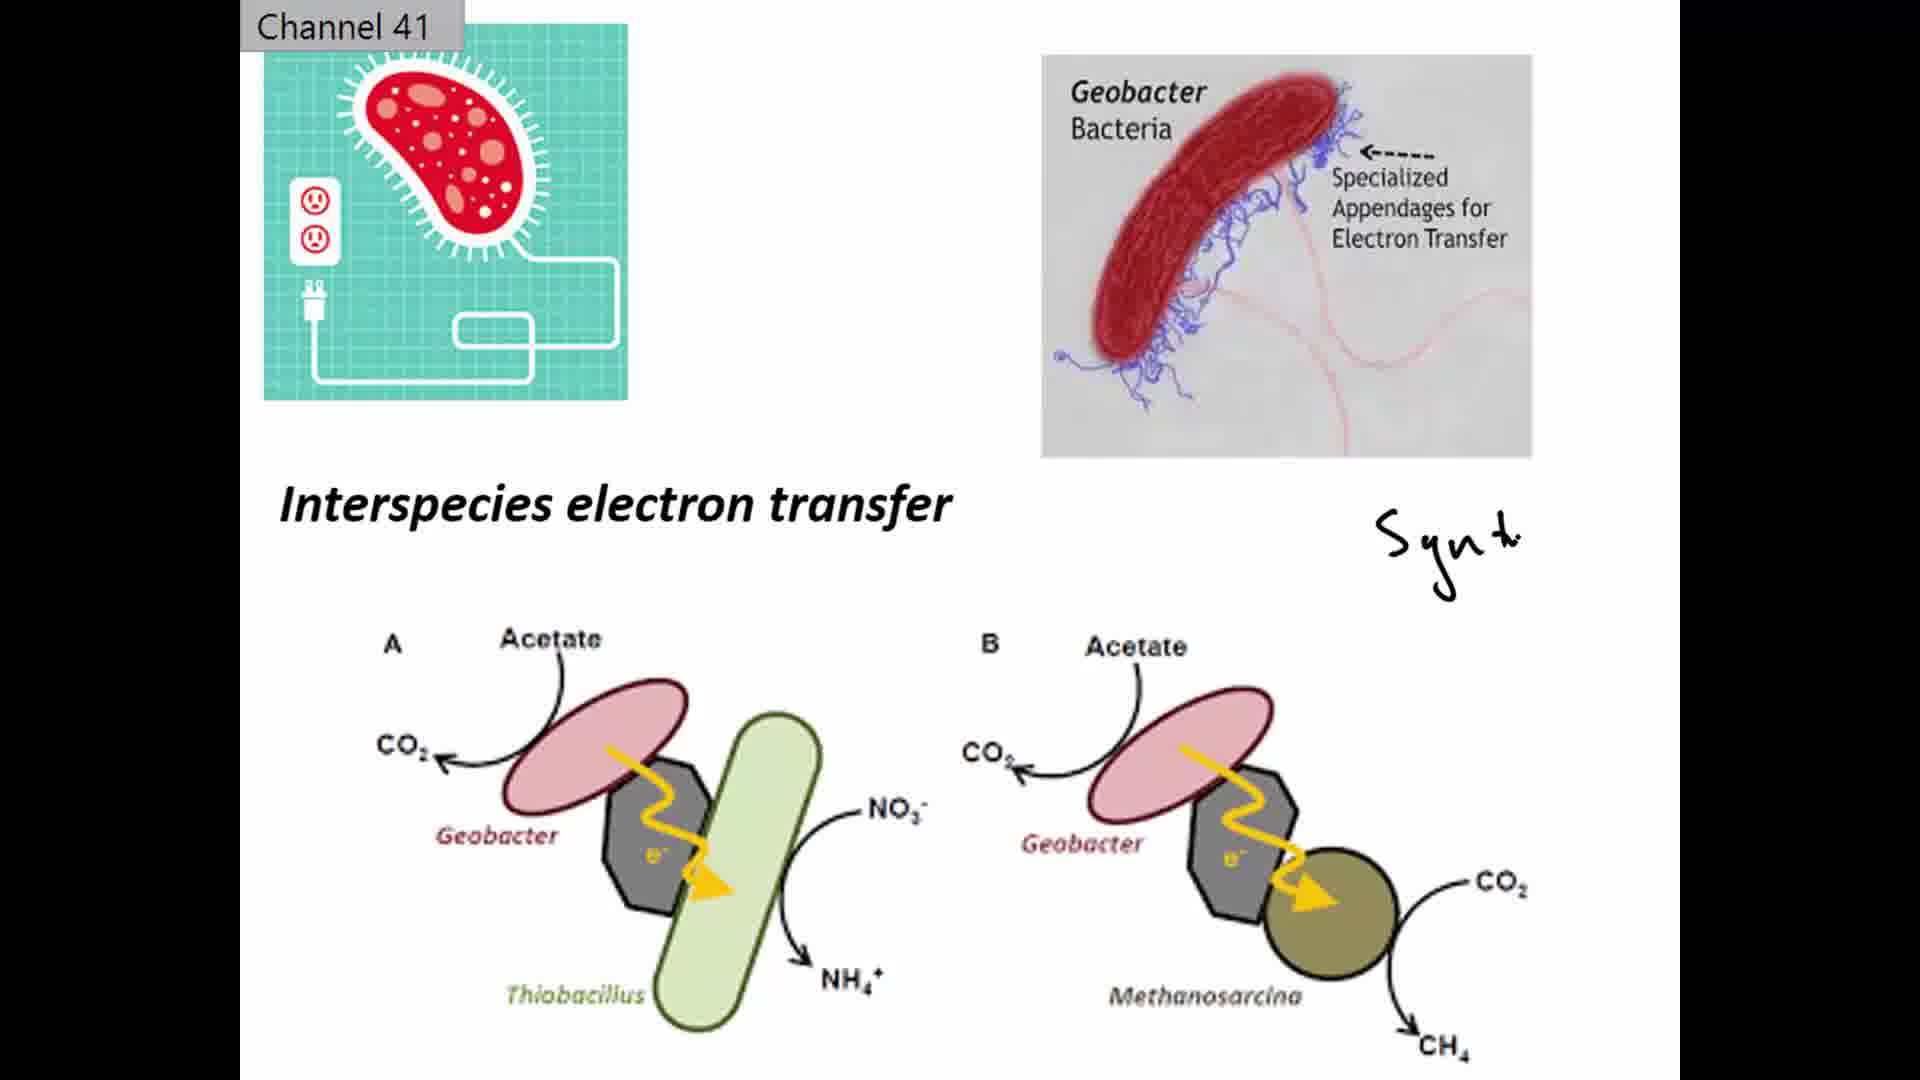 Channel 41
Geobacter
Bacteria
Specialized
Appendages for
Electron Transfer
Interspecies electron transfer
Synt
A
Acetate
CO₂
Geobacter
e⁻
NO₃⁻
NH₄⁺
Thiobacillus
B
Acetate
CO₂
Geobacter
e⁻
CO₂
Methanosarcina
CH₄